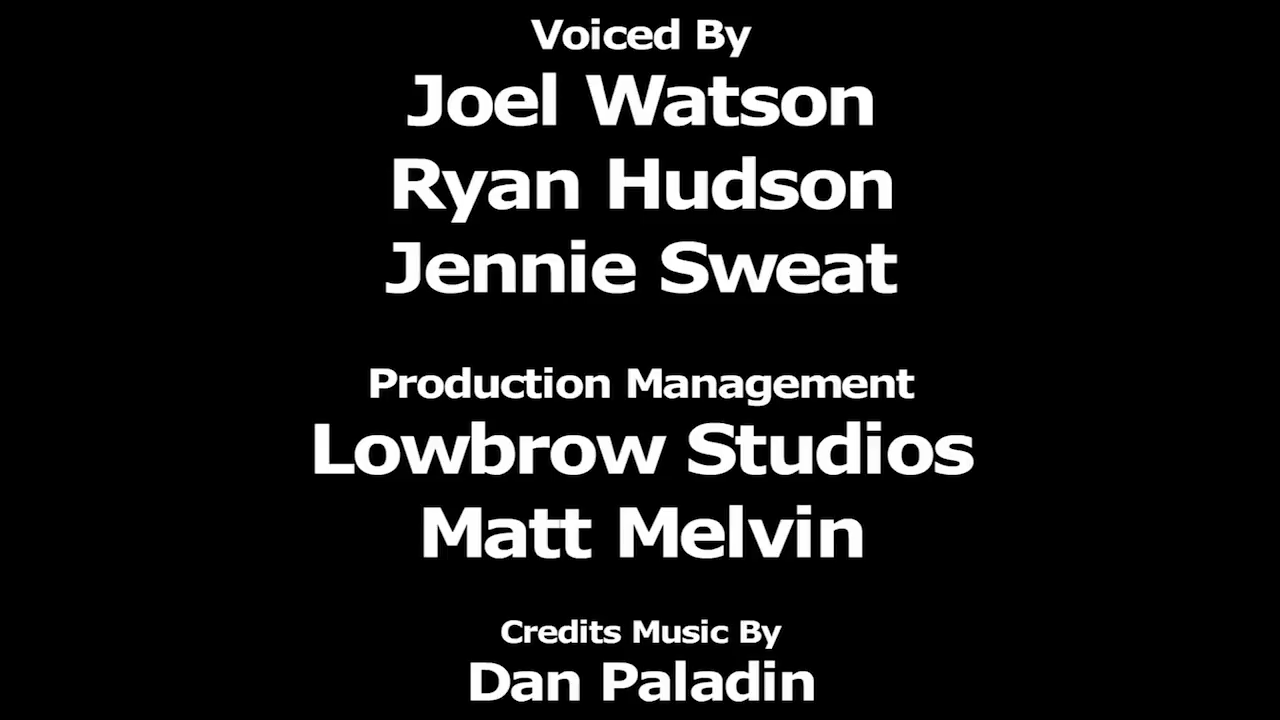 Voiced By
Joel Watson
Ryan Hudson
Jennie Sweat
Production Management
Lowbrow Studios
Matt Melvin
Credits Music By
Dan Paladin